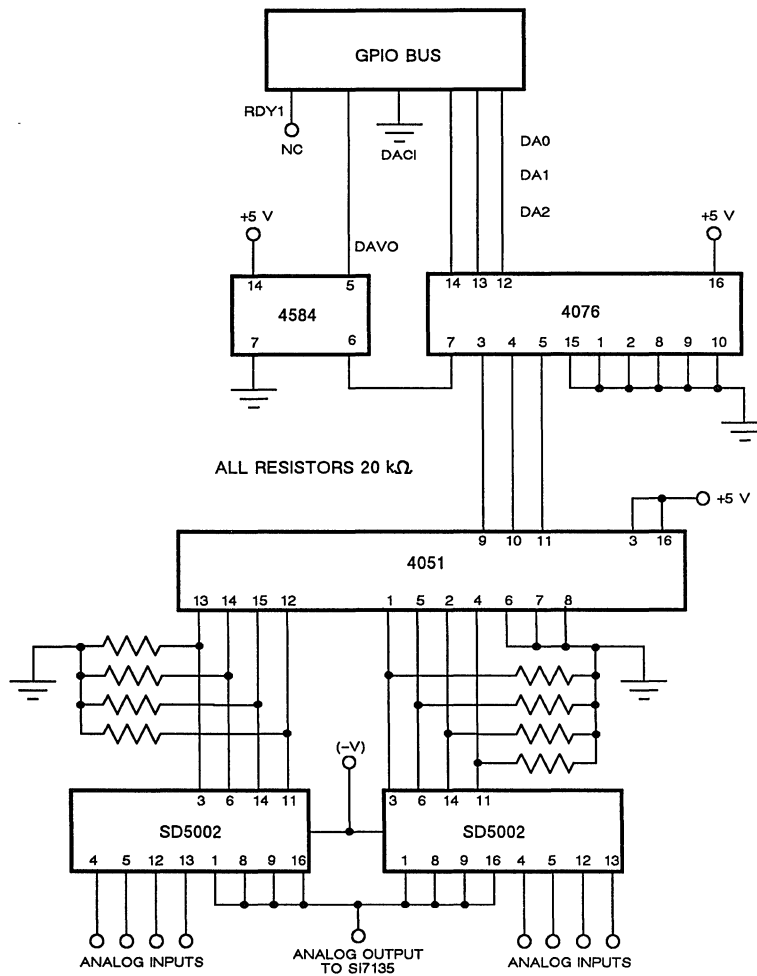 GPIO BUS
RDY1
NC
DACI
DA0
DA1
DA2
DAVO
+5 V
+5 V
14 5
4584
7 6
14 13 12 16
4076
7 3 4 5 15 1 2 8 9 10
ALL RESISTORS 20 kΩ
+5 V
9 10 11 3 16
4051
13 14 15 12 1 5 2 4 6 7 8
(–V)
3 6 14 11
SD5002
4 5 12 13 1 8 9 16
3 6 14 11
SD5002
1 8 9 16 4 5 12 13
ANALOG INPUTS
ANALOG OUTPUT
TO SI7135
ANALOG INPUTS